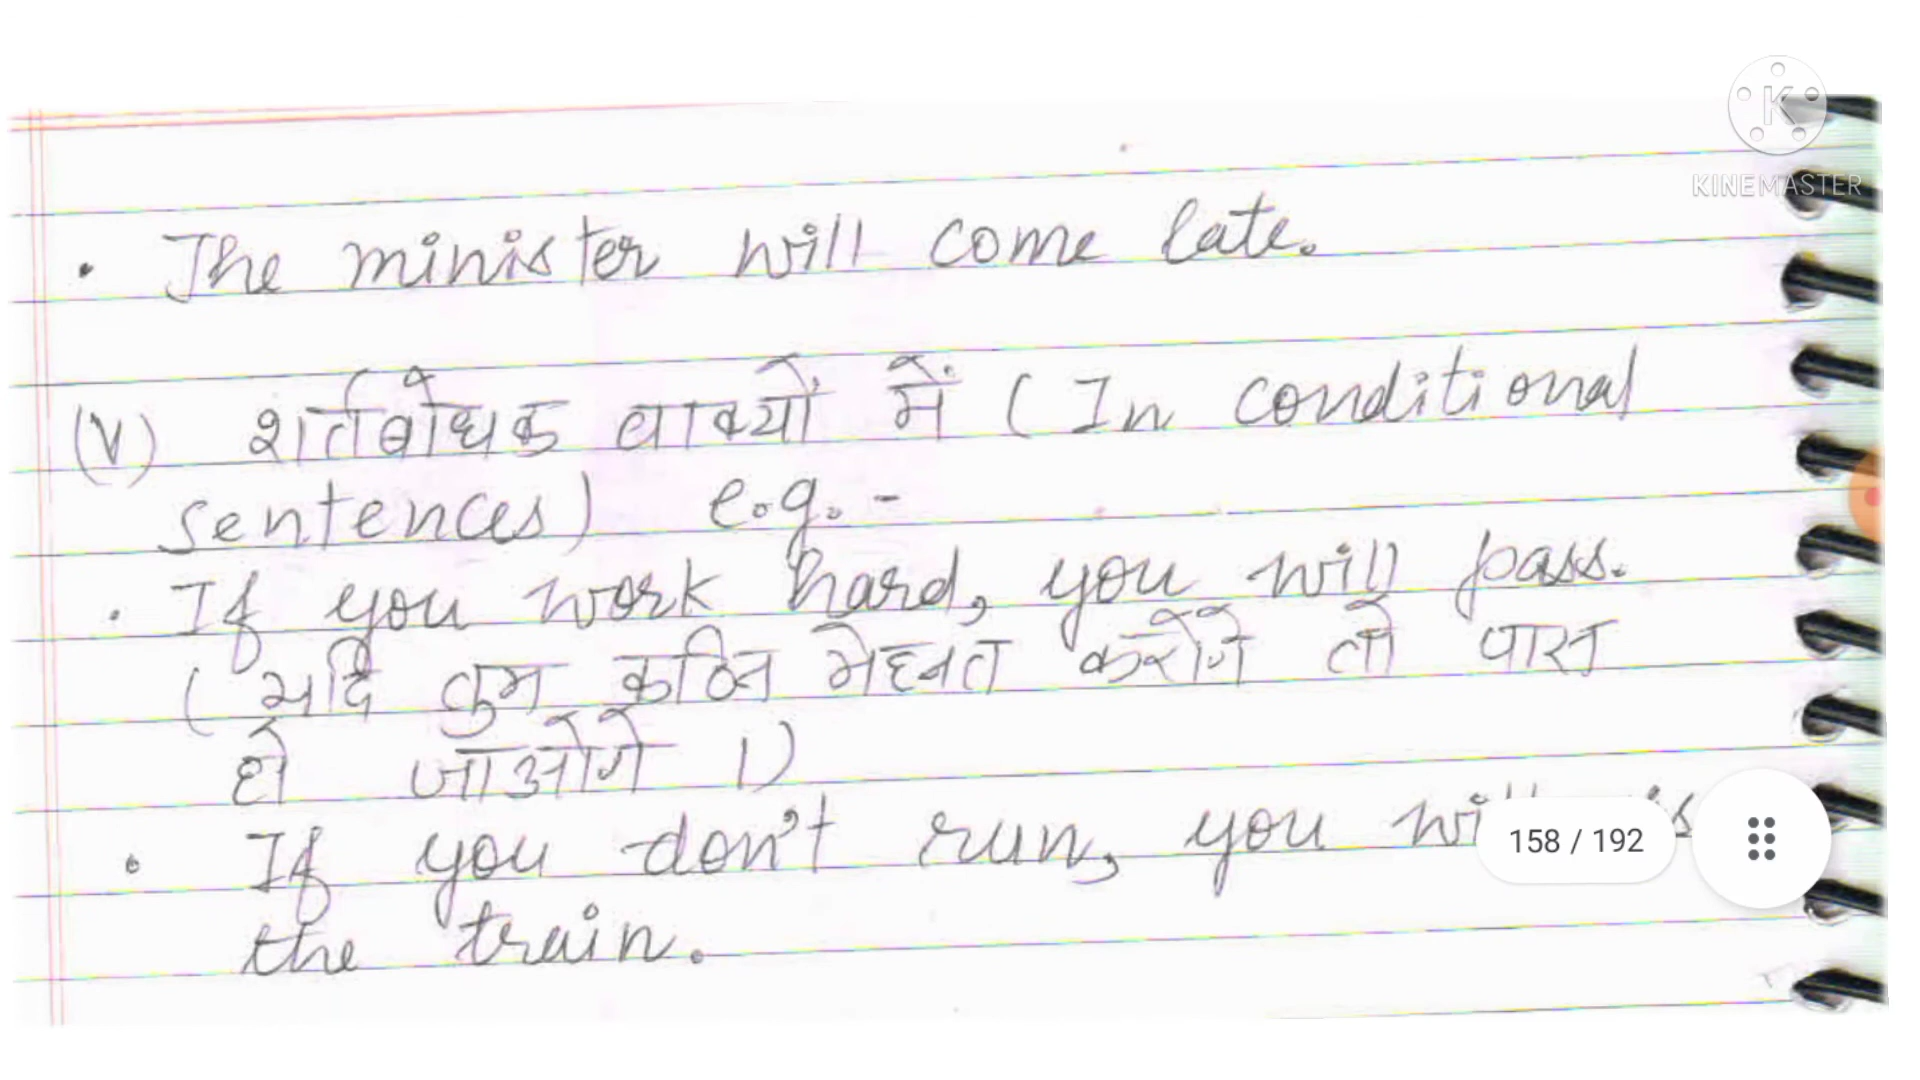 KINEMASTER
• The minister will come late.
(V) शर्तबोधक वाक्यों में (In conditional
sentences) e.g. -
• If you work hard, you will pass.
(यदि तुम कठिन मेहनत करोगे तो पास
हो जाओगे ।)
• If you don't run, you
the train.
158 / 192